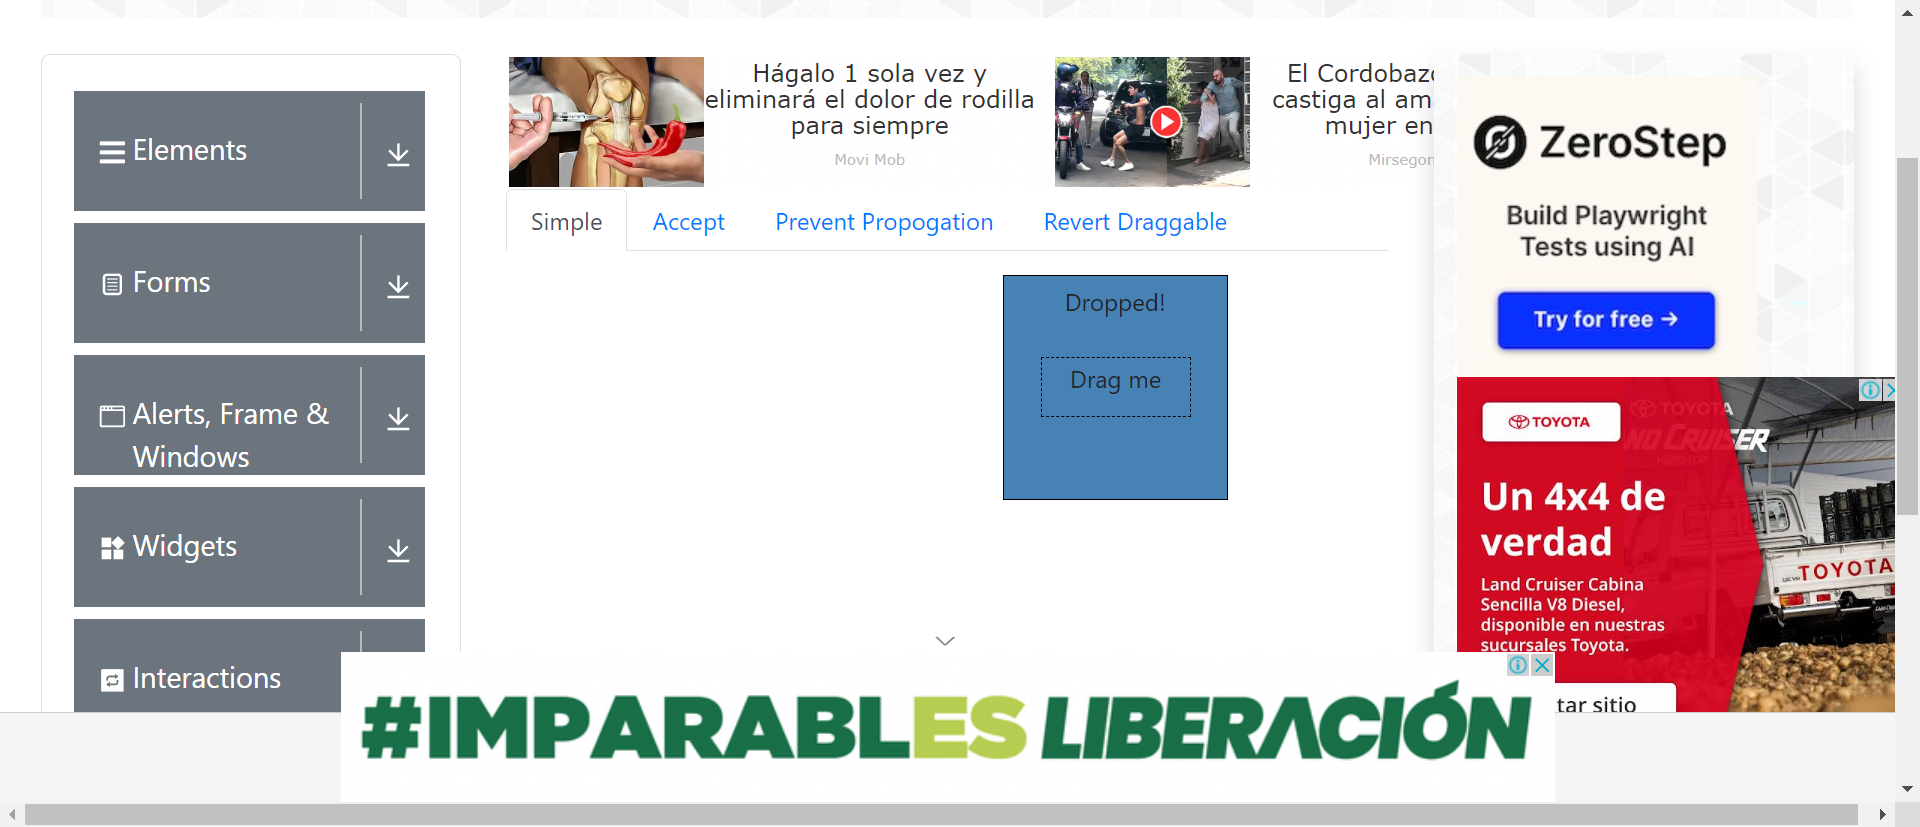 Elements
Forms
Alerts, Frame &
Windows
Widgets
Interactions
Hágalo 1 sola vez y
eliminará el dolor de rodilla
para siempre
Movi Mob
El Cordobazo
castiga al am
mujer en
Mirsegon
Simple
Accept
Prevent Propogation
Revert Draggable
Dropped!
Drag me
ZeroStep
Build Playwright
Tests using AI
Try for free →
TOYOTA
TOYOTA
LAND CRUISER
Un 4x4 de
verdad
Land Cruiser Cabina
Sencilla V8 Diesel,
disponible en nuestras
sucursales Toyota.
tar sitio
TOYOTA
#IMPARABLES LIBERACIÓN